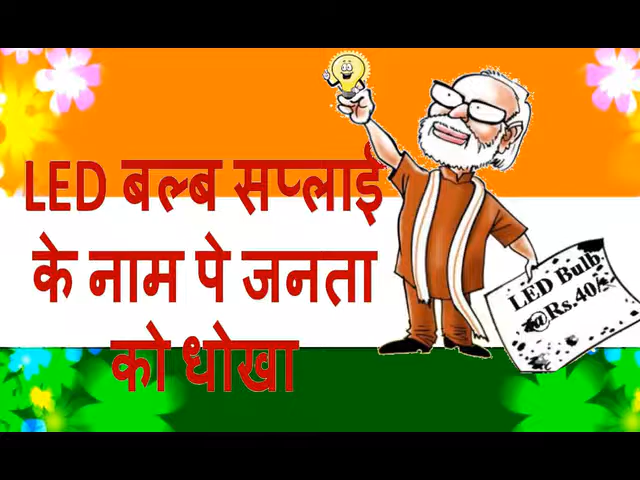 LED बल्ब सप्लाई
के नाम पे जनता
को धोखा
LED Bulb
@Rs.40/-